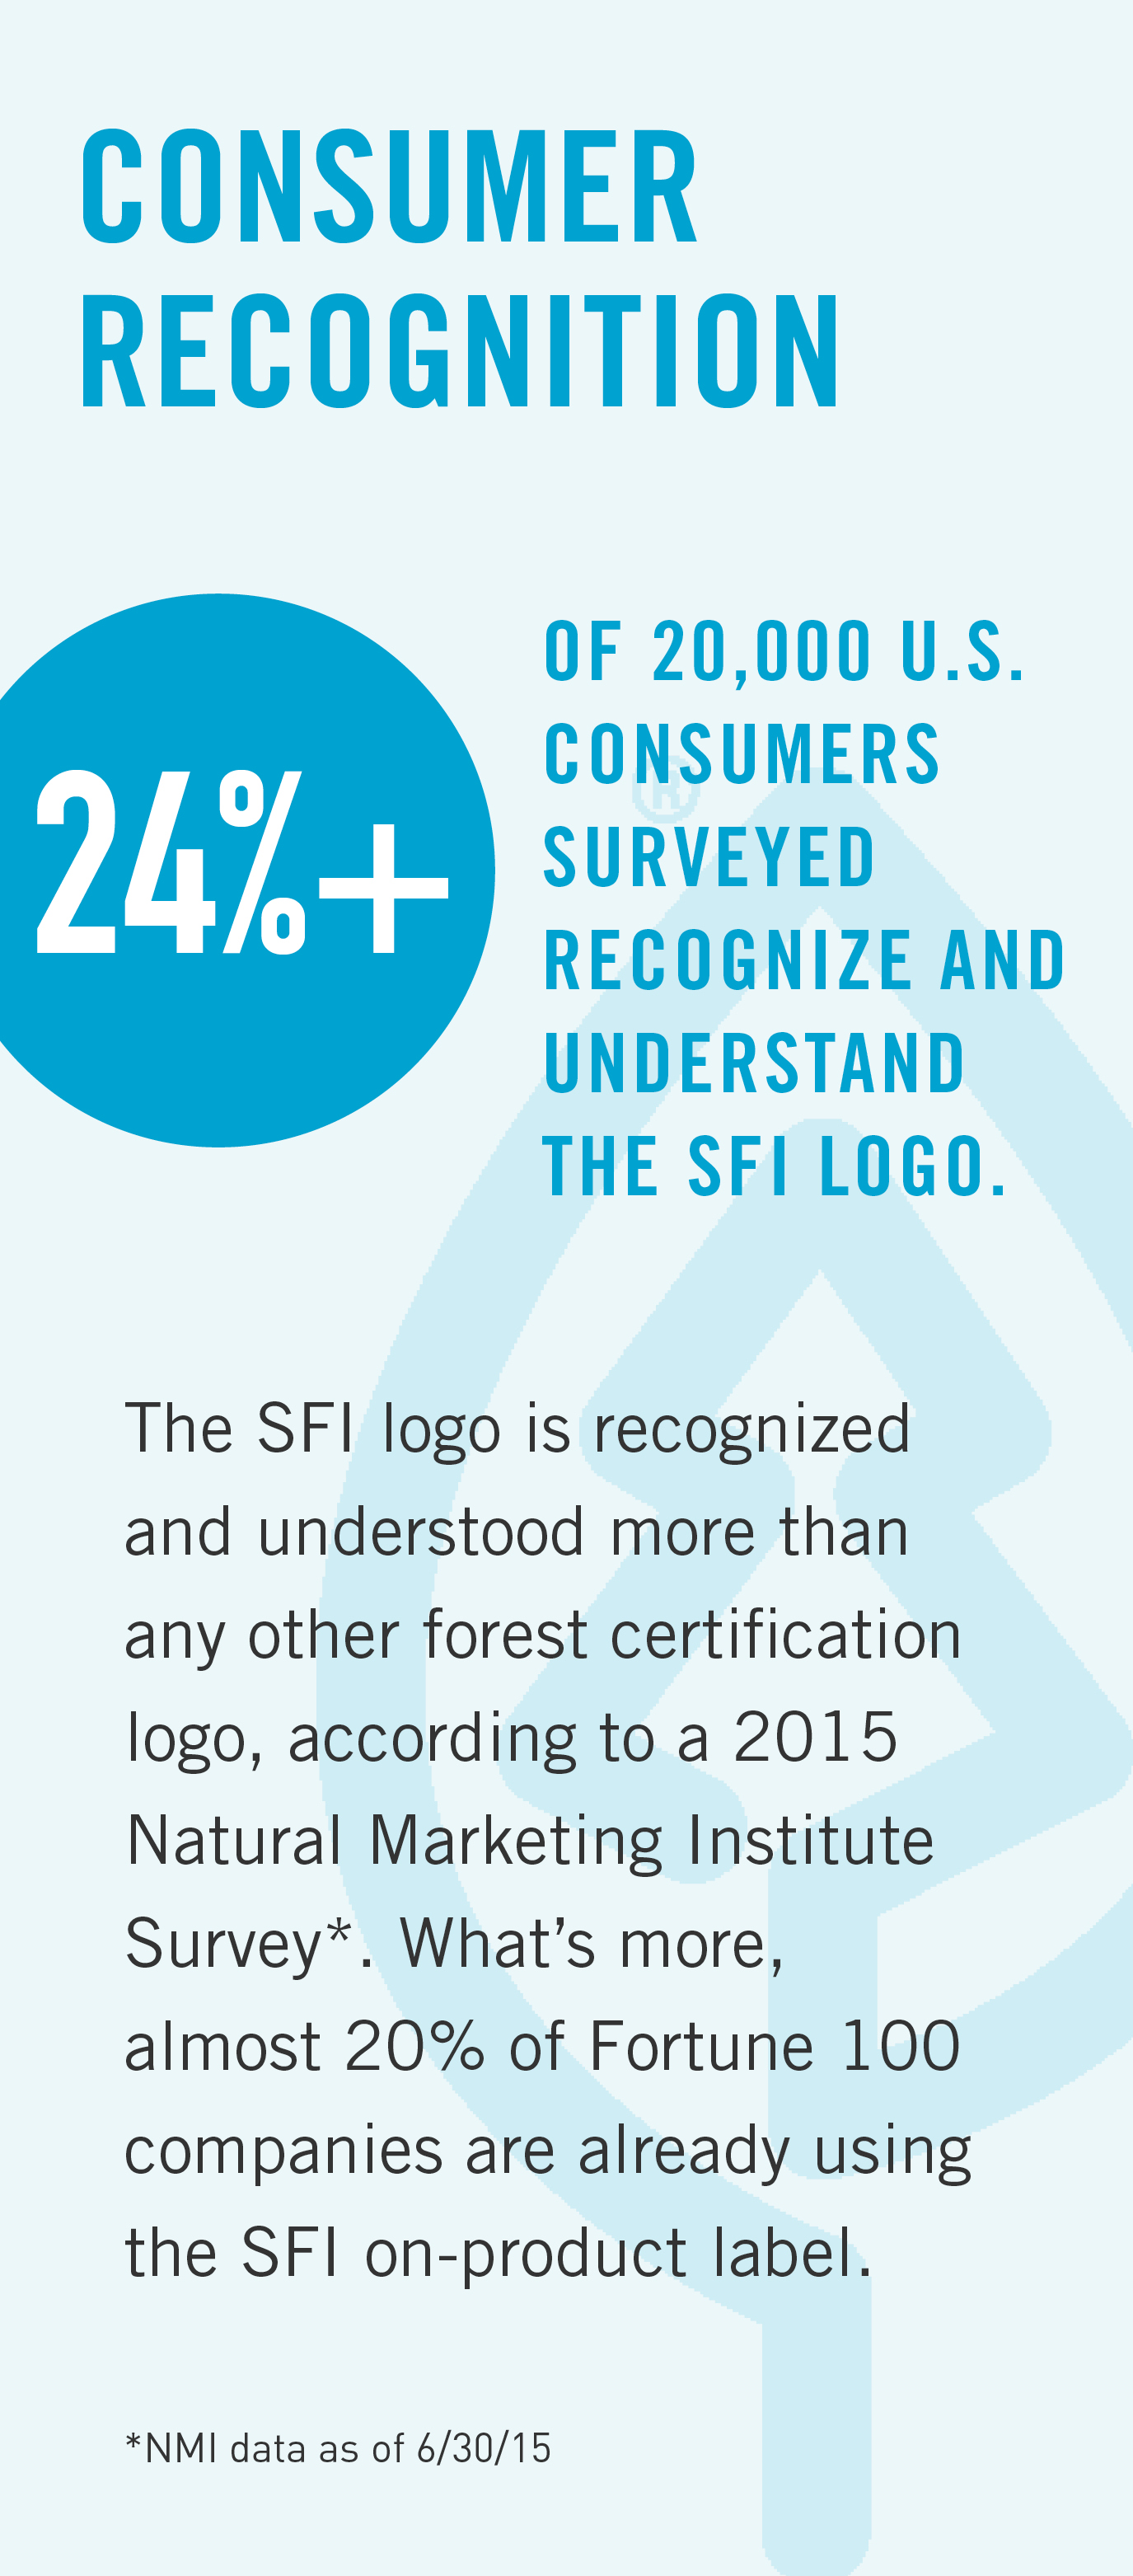 CONSUMER
RECOGNITION
24%+
OF 20,000 U.S.
CONSUMERS
SURVEYED
RECOGNIZE AND
UNDERSTAND
THE SFI LOGO.
®
The SFI logo is recognized
and understood more than
any other forest certification
logo, according to a 2015
Natural Marketing Institute
Survey*. What’s more,
almost 20% of Fortune 100
companies are already using
the SFI on-product label.
*NMI data as of 6/30/15